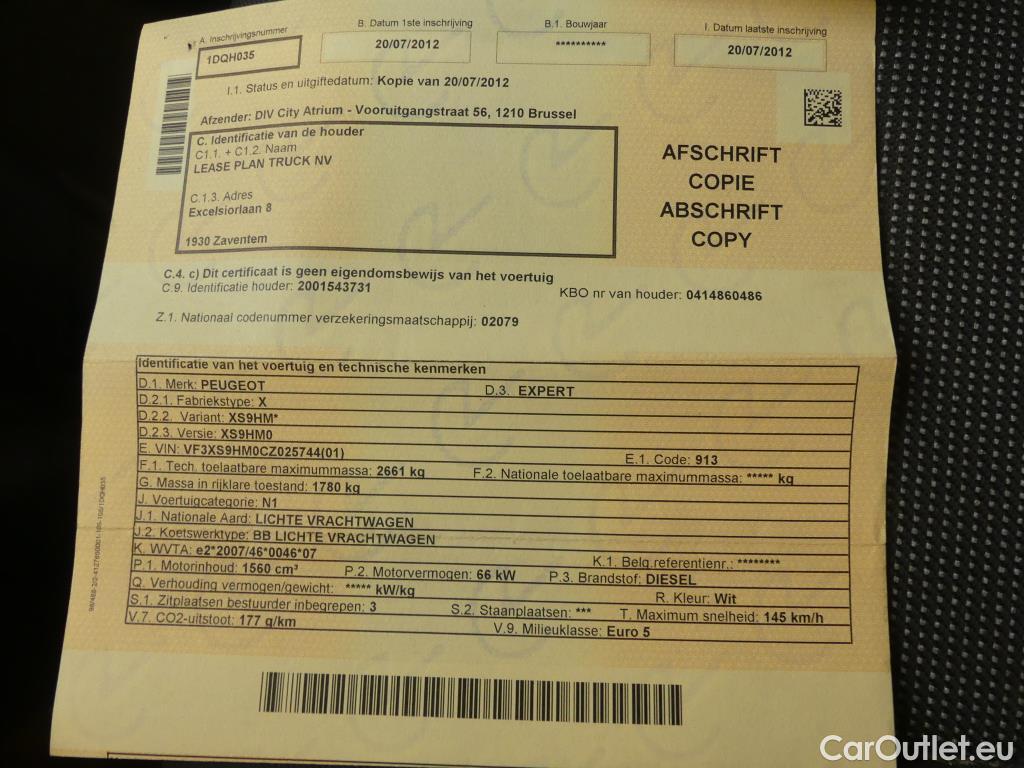 A. Inschrijvingsnummer
1DQH035
B. Datum 1ste inschrijving
20/07/2012
B.1. Bouwjaar
**********
I. Datum laatste inschrijving
20/07/2012
I.1. Status en uitgiftedatum: Kopie van 20/07/2012
Afzender: DIV City Atrium - Vooruitgangstraat 56, 1210 Brussel
C. Identificatie van de houder
C1.1. + C1.2. Naam
LEASE PLAN TRUCK NV
C.1.3. Adres
Excelsiorlaan 8
1930 Zaventem
AFSCHRIFT
COPIE
ABSCHRIFT
COPY
C.4. c) Dit certificaat is geen eigendomsbewijs van het voertuig
C.9. Identificatie houder: 2001543731
KBO nr van houder: 0414860486
Z.1. Nationaal codenummer verzekeringsmaatschappij: 02079
Identificatie van het voertuig en technische kenmerken
D.1. Merk: PEUGEOT D.3. EXPERT
D.2.1. Fabriekstype: X
D.2.2. Variant: XS9HM*
D.2.3. Versie: XS9HM0
E. VIN: VF3XS9HM0CZ025744(01) E.1. Code: 913
F.1. Tech. toelaatbare maximummassa: 2661 kg F.2. Nationale toelaatbare maximummassa: ***** kg
G. Massa in rijklare toestand: 1780 kg
J. Voertuigcategorie: N1
J.1. Nationale Aard: LICHTE VRACHTWAGEN
J.2. Koetswerktype: BB LICHTE VRACHTWAGEN
K. WVTA: e2*2007/46*0046*07 K.1. Belg.referentienr.: ********
P.1. Motorinhoud: 1560 cm³ P.2. Motorvermogen: 66 kW P.3. Brandstof: DIESEL
Q. Verhouding vermogen/gewicht: ***** kW/kg R. Kleur: Wit
S.1. Zitplaatsen bestuurder inbegrepen: 3 S.2. Staanplaatsen: *** T. Maximum snelheid: 145 km/h
V.7. CO2-uitstoot: 177 g/km V.9. Milieuklasse: Euro 5
CarOutlet.eu